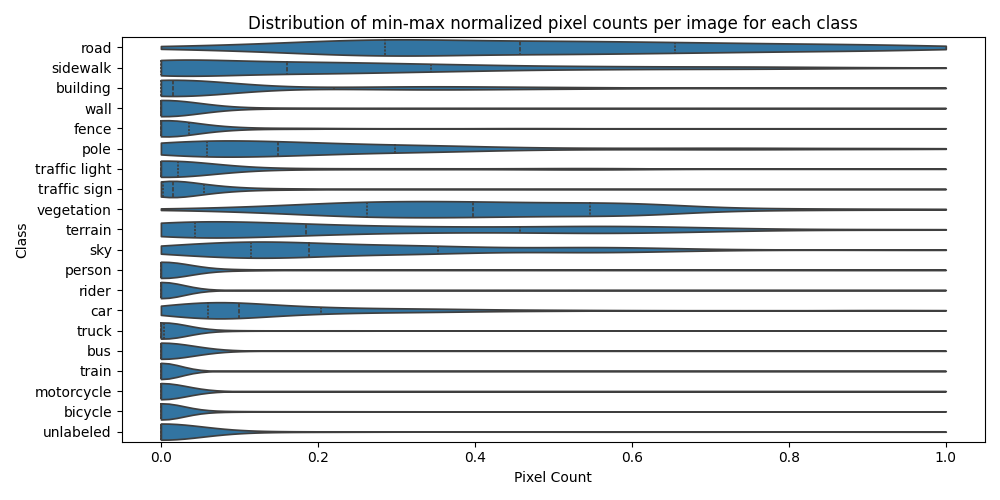 Distribution of min-max normalized pixel counts per image for each class
Class
road
sidewalk
building
wall
fence
pole
traffic light
traffic sign
vegetation
terrain
sky
person
rider
car
truck
bus
train
motorcycle
bicycle
unlabeled
0.0 0.2 0.4 0.6 0.8 1.0
Pixel Count